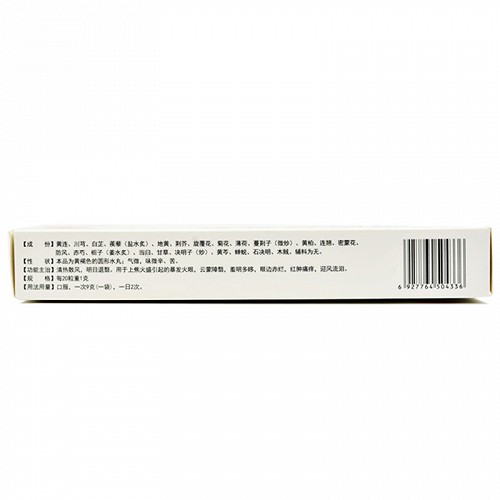 【成　份】黄连、川芎、白芷、蒺藜（盐水炙）、地黄、荆芥、旋覆花、菊花、薄荷、蔓荆子（微炒）、黄柏、连翘、密蒙花、
防风、赤芍、栀子（姜水炙）、当归、甘草、决明子（炒）、黄芩、蝉蜕、石决明、木贼，辅料为无。
【性　状】本品为黄褐色的圆形水丸；气微，味微辛、苦。
【功能主治】清热散风，明目退翳。用于上焦火盛引起的暴发火眼，云蒙障翳，羞明多眵，眼边赤烂，红肿痛痒，迎风流泪。
【规　格】每20粒重1克
【用法用量】口服，一次9克（一袋），一日2次。
6 927764 504336